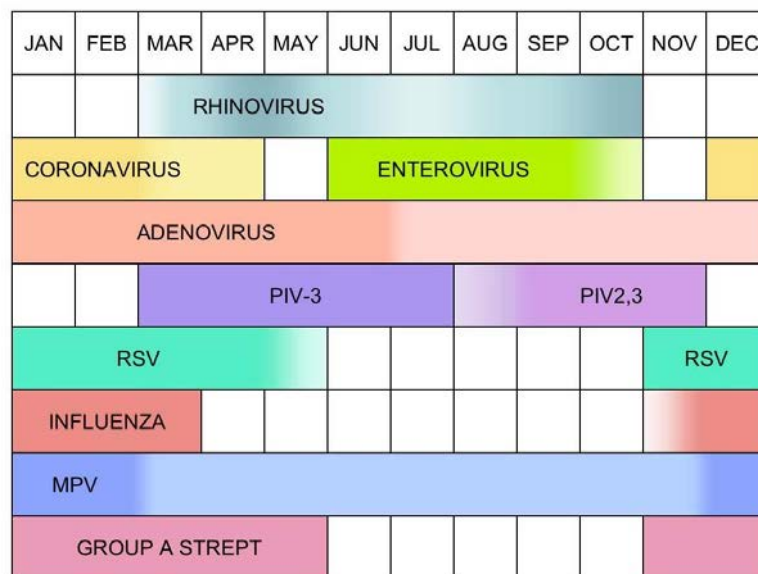 JAN FEB MAR APR MAY JUN JUL AUG SEP OCT NOV DEC
RHINOVIRUS
CORONAVIRUS ENTEROVIRUS
ADENOVIRUS
PIV-3 PIV2,3
RSV RSV
INFLUENZA
MPV
GROUP A STREPT